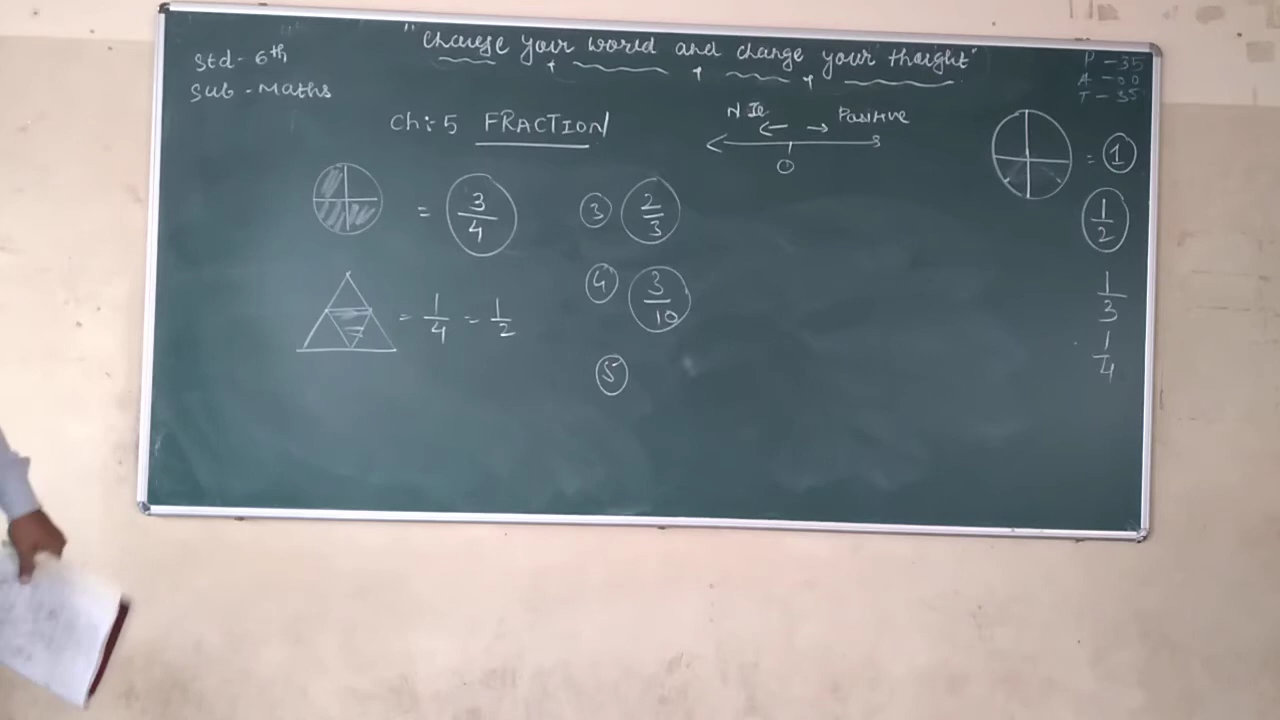 "Change your world and change your thought"
Std - 6th
Sub - Maths
P - 35
A - 00
T - 35
Ch: 5 FRACTION
N Ie ← → Positive
0
= 3/4
③ 2/3
= 1
1/2
④ 3/10
= 1/4 = 1/2
1/3
1/4
⑤